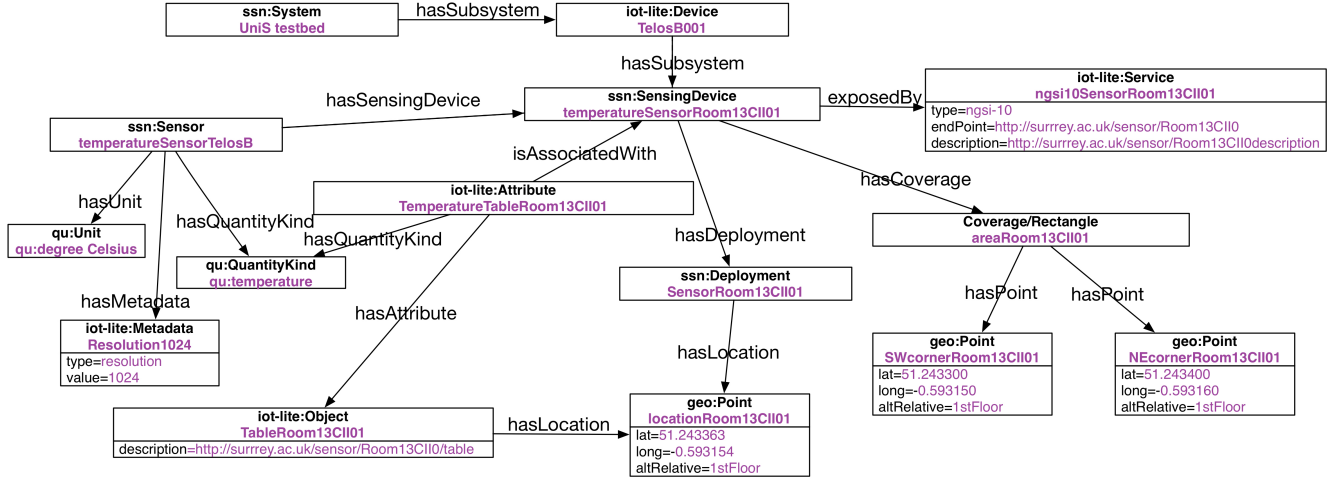 ssn:System
UniS testbed
hasSubsystem
iot-lite:Device
TelosB001
hasSubsystem
iot-lite:Service
ngsi10SensorRoom13CII01
type=ngsi-10
endPoint=http://surrrey.ac.uk/sensor/Room13CII0
description=http://surrrey.ac.uk/sensor/Room13CII0description
exposedBy
ssn:SensingDevice
temperatureSensorRoom13CII01
hasSensingDevice
ssn:Sensor
temperatureSensorTelosB
isAssociatedWith
iot-lite:Attribute
TemperatureTableRoom13CII01
hasCoverage
hasUnit
hasQuantityKind
hasQuantityKind
hasDeployment
Coverage/Rectangle
areaRoom13CII01
qu:Unit
qu:degree Celsius
qu:QuantityKind
qu:temperature
ssn:Deployment
SensorRoom13CII01
hasMetadata
hasAttribute
hasPoint
hasPoint
iot-lite:Metadata
Resolution1024
type=resolution
value=1024
hasLocation
geo:Point
SWcornerRoom13CII01
lat=51.243300
long=-0.593150
altRelative=1stFloor
geo:Point
NEcornerRoom13CII01
lat=51.243400
long=-0.593160
altRelative=1stFloor
iot-lite:Object
TableRoom13CII01
description=http://surrrey.ac.uk/sensor/Room13CII0/table
hasLocation
geo:Point
locationRoom13CII01
lat=51.243363
long=-0.593154
altRelative=1stFloor